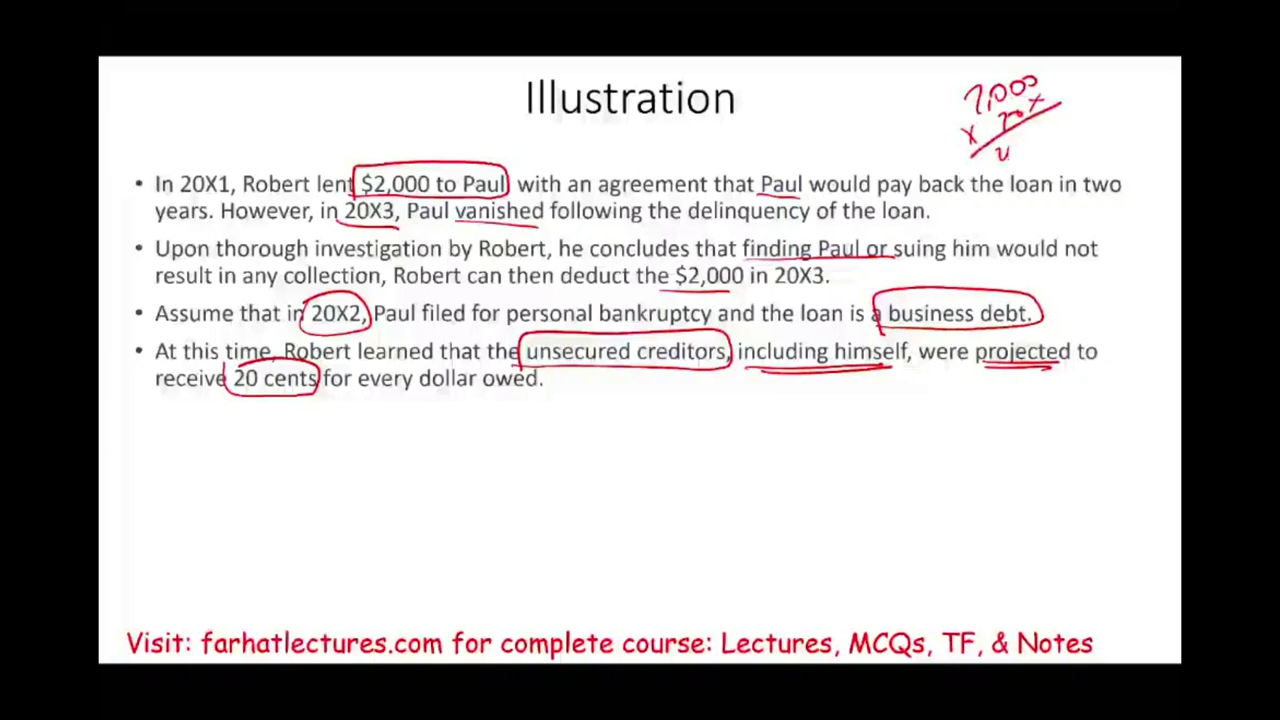 Illustration
2,000
• In 20X1, Robert lent $2,000 to Paul with an agreement that Paul would pay back the loan in two
years. However, in 20X3, Paul vanished following the delinquency of the loan.
• Upon thorough investigation by Robert, he concludes that finding Paul or suing him would not
result in any collection, Robert can then deduct the $2,000 in 20X3.
• Assume that in 20X2, Paul filed for personal bankruptcy and the loan is a business debt.
• At this time, Robert learned that the unsecured creditors, including himself, were projected to
receive 20 cents for every dollar owed.
Visit: farhatlectures.com for complete course: Lectures, MCQs, TF, & Notes